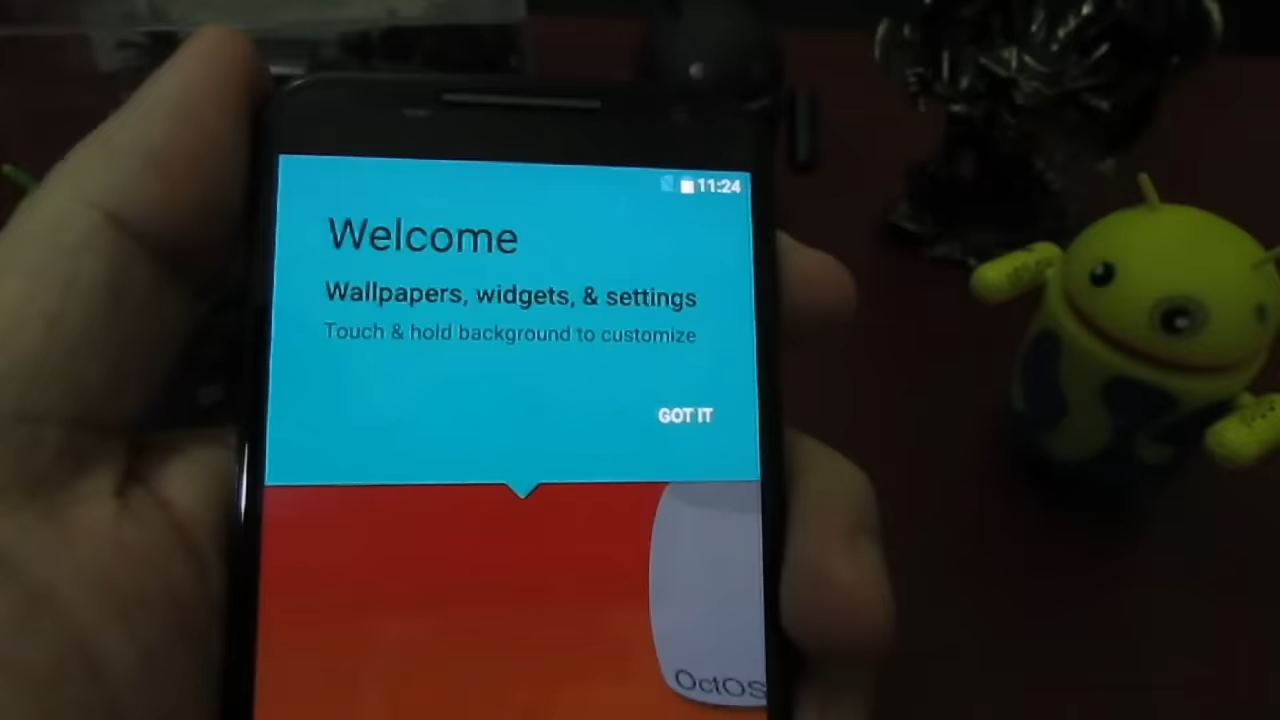 11:24
Welcome
Wallpapers, widgets, & settings
Touch & hold background to customize
GOT IT
OctOS